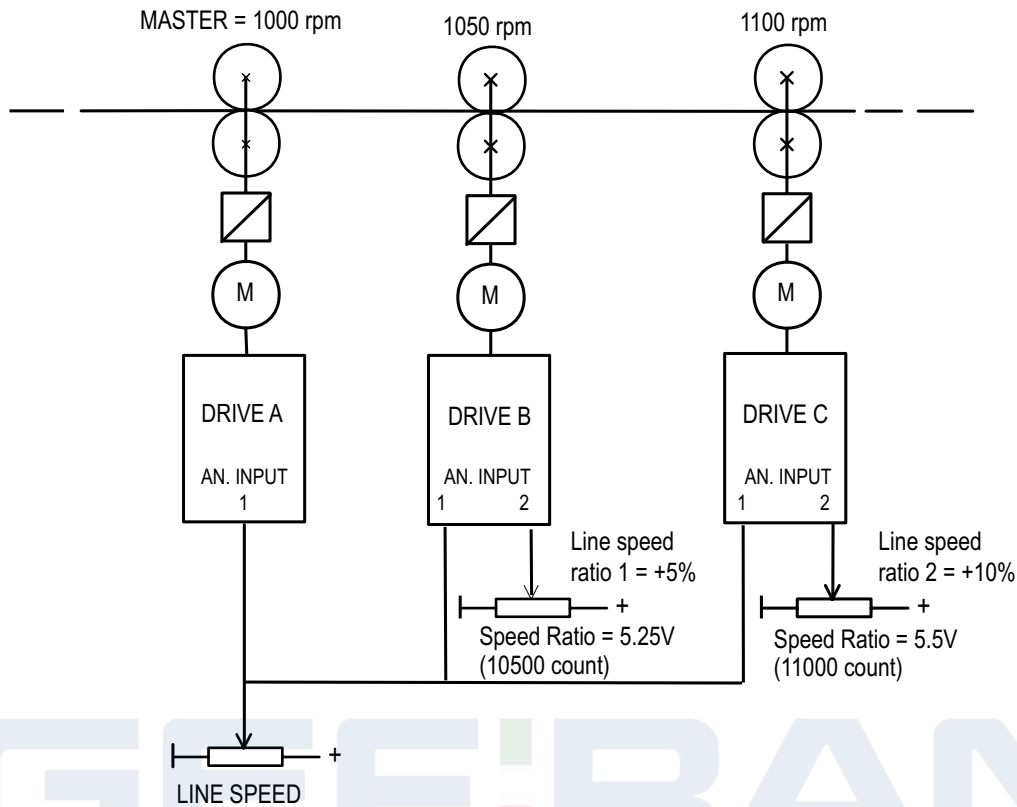 MASTER = 1000 rpm
1050 rpm
1100 rpm
M
M
M
DRIVE A
AN. INPUT
1
DRIVE B
AN. INPUT
1 2
DRIVE C
AN. INPUT
1 2
Line speed
ratio 1 = +5%
+
Speed Ratio = 5.25V
(10500 count)
Line speed
ratio 2 = +10%
+
Speed Ratio = 5.5V
(11000 count)
+
LINE SPEED
GEFRAN